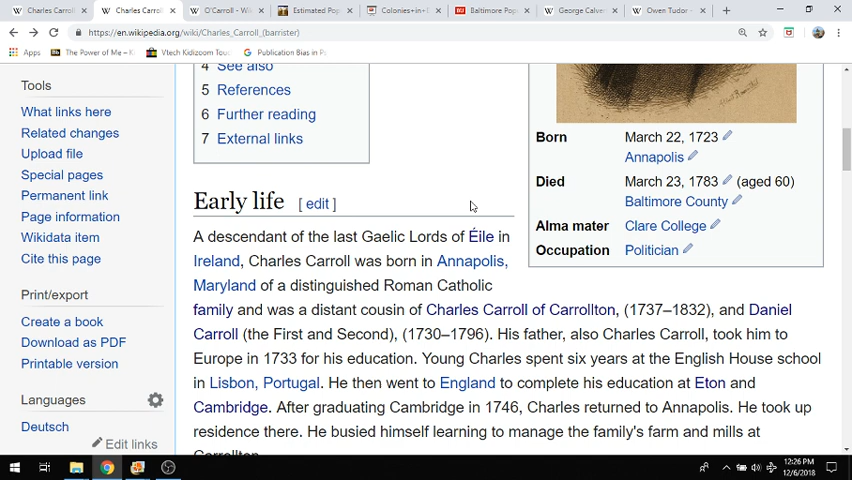 Charles Carroll
Charles Carroll
O'Carroll - Wiki
Estimated Pop
Colonies+in+
Baltimore Pop
George Calver
Owen Tudor -
https://en.wikipedia.org/wiki/Charles_Carroll_(barrister)
Apps
The Power of Me –
Vtech Kidizoom Tou
Publication Bias in Ps
Tools
What links here
Related changes
Upload file
Special pages
Permanent link
Page information
Wikidata item
Cite this page
Print/export
Create a book
Download as PDF
Printable version
Languages
Deutsch
Edit links
4 See also
5 References
6 Further reading
7 External links
Born March 22, 1723
Annapolis
Died March 23, 1783 (aged 60)
Baltimore County
Alma mater Clare College
Occupation Politician
Early life [ edit ]
A descendant of the last Gaelic Lords of Éile in
Ireland, Charles Carroll was born in Annapolis,
Maryland of a distinguished Roman Catholic
family and was a distant cousin of Charles Carroll of Carrollton, (1737–1832), and Daniel
Carroll (the First and Second), (1730–1796). His father, also Charles Carroll, took him to
Europe in 1733 for his education. Young Charles spent six years at the English House school
in Lisbon, Portugal. He then went to England to complete his education at Eton and
Cambridge. After graduating Cambridge in 1746, Charles returned to Annapolis. He took up
residence there. He busied himself learning to manage the family's farm and mills at
Carrollton
12:26 PM
12/6/2018